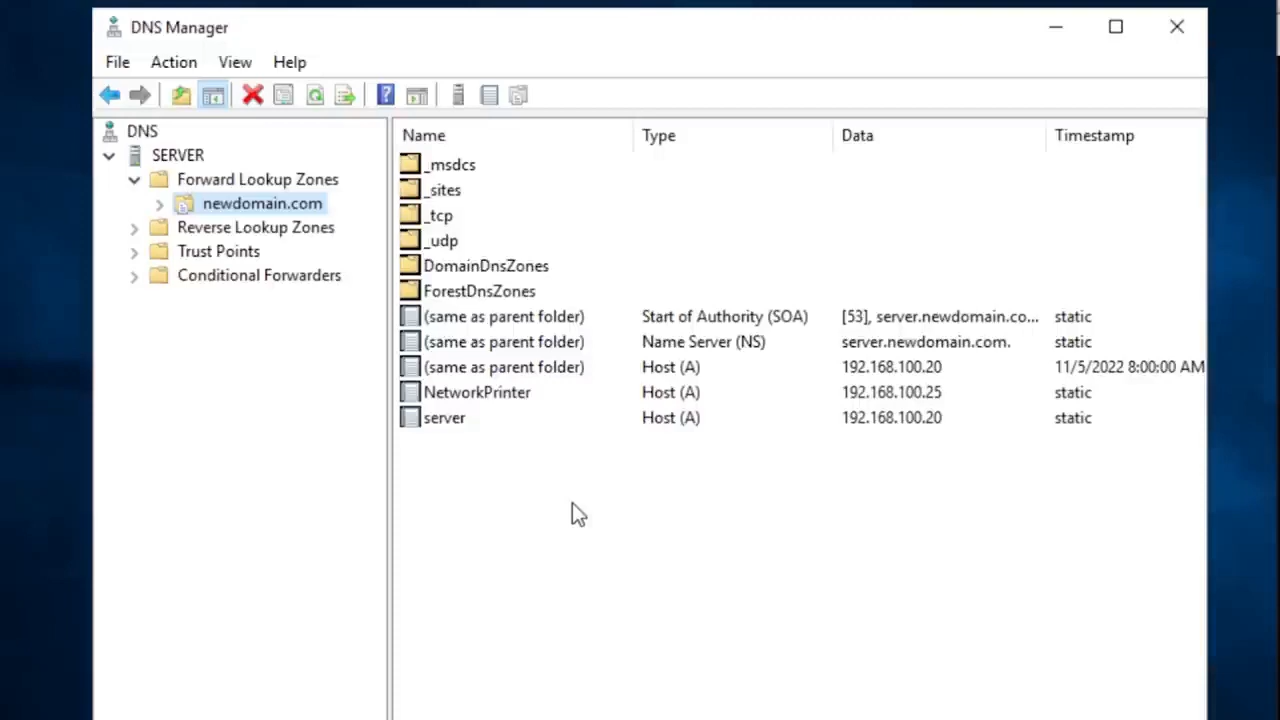 DNS Manager
File Action View Help
DNS
SERVER
Forward Lookup Zones
newdomain.com
Reverse Lookup Zones
Trust Points
Conditional Forwarders
Name Type Data Timestamp
_msdcs
_sites
_tcp
_udp
DomainDnsZones
ForestDnsZones
(same as parent folder) Start of Authority (SOA) [53], server.newdomain.co... static
(same as parent folder) Name Server (NS) server.newdomain.com. static
(same as parent folder) Host (A) 192.168.100.20 11/5/2022 8:00:00 AM
NetworkPrinter Host (A) 192.168.100.25 static
server Host (A) 192.168.100.20 static